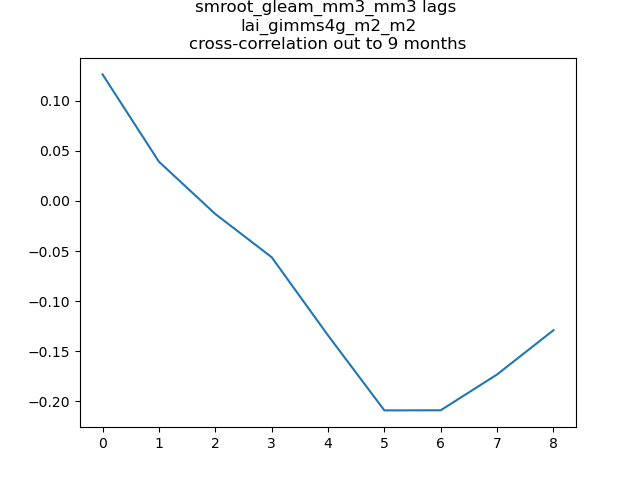 smroot_gleam_mm3_mm3 lags
lai_gimms4g_m2_m2
cross-correlation out to 9 months
0.10
0.05
0.00
−0.05
−0.10
−0.15
−0.20
0 1 2 3 4 5 6 7 8